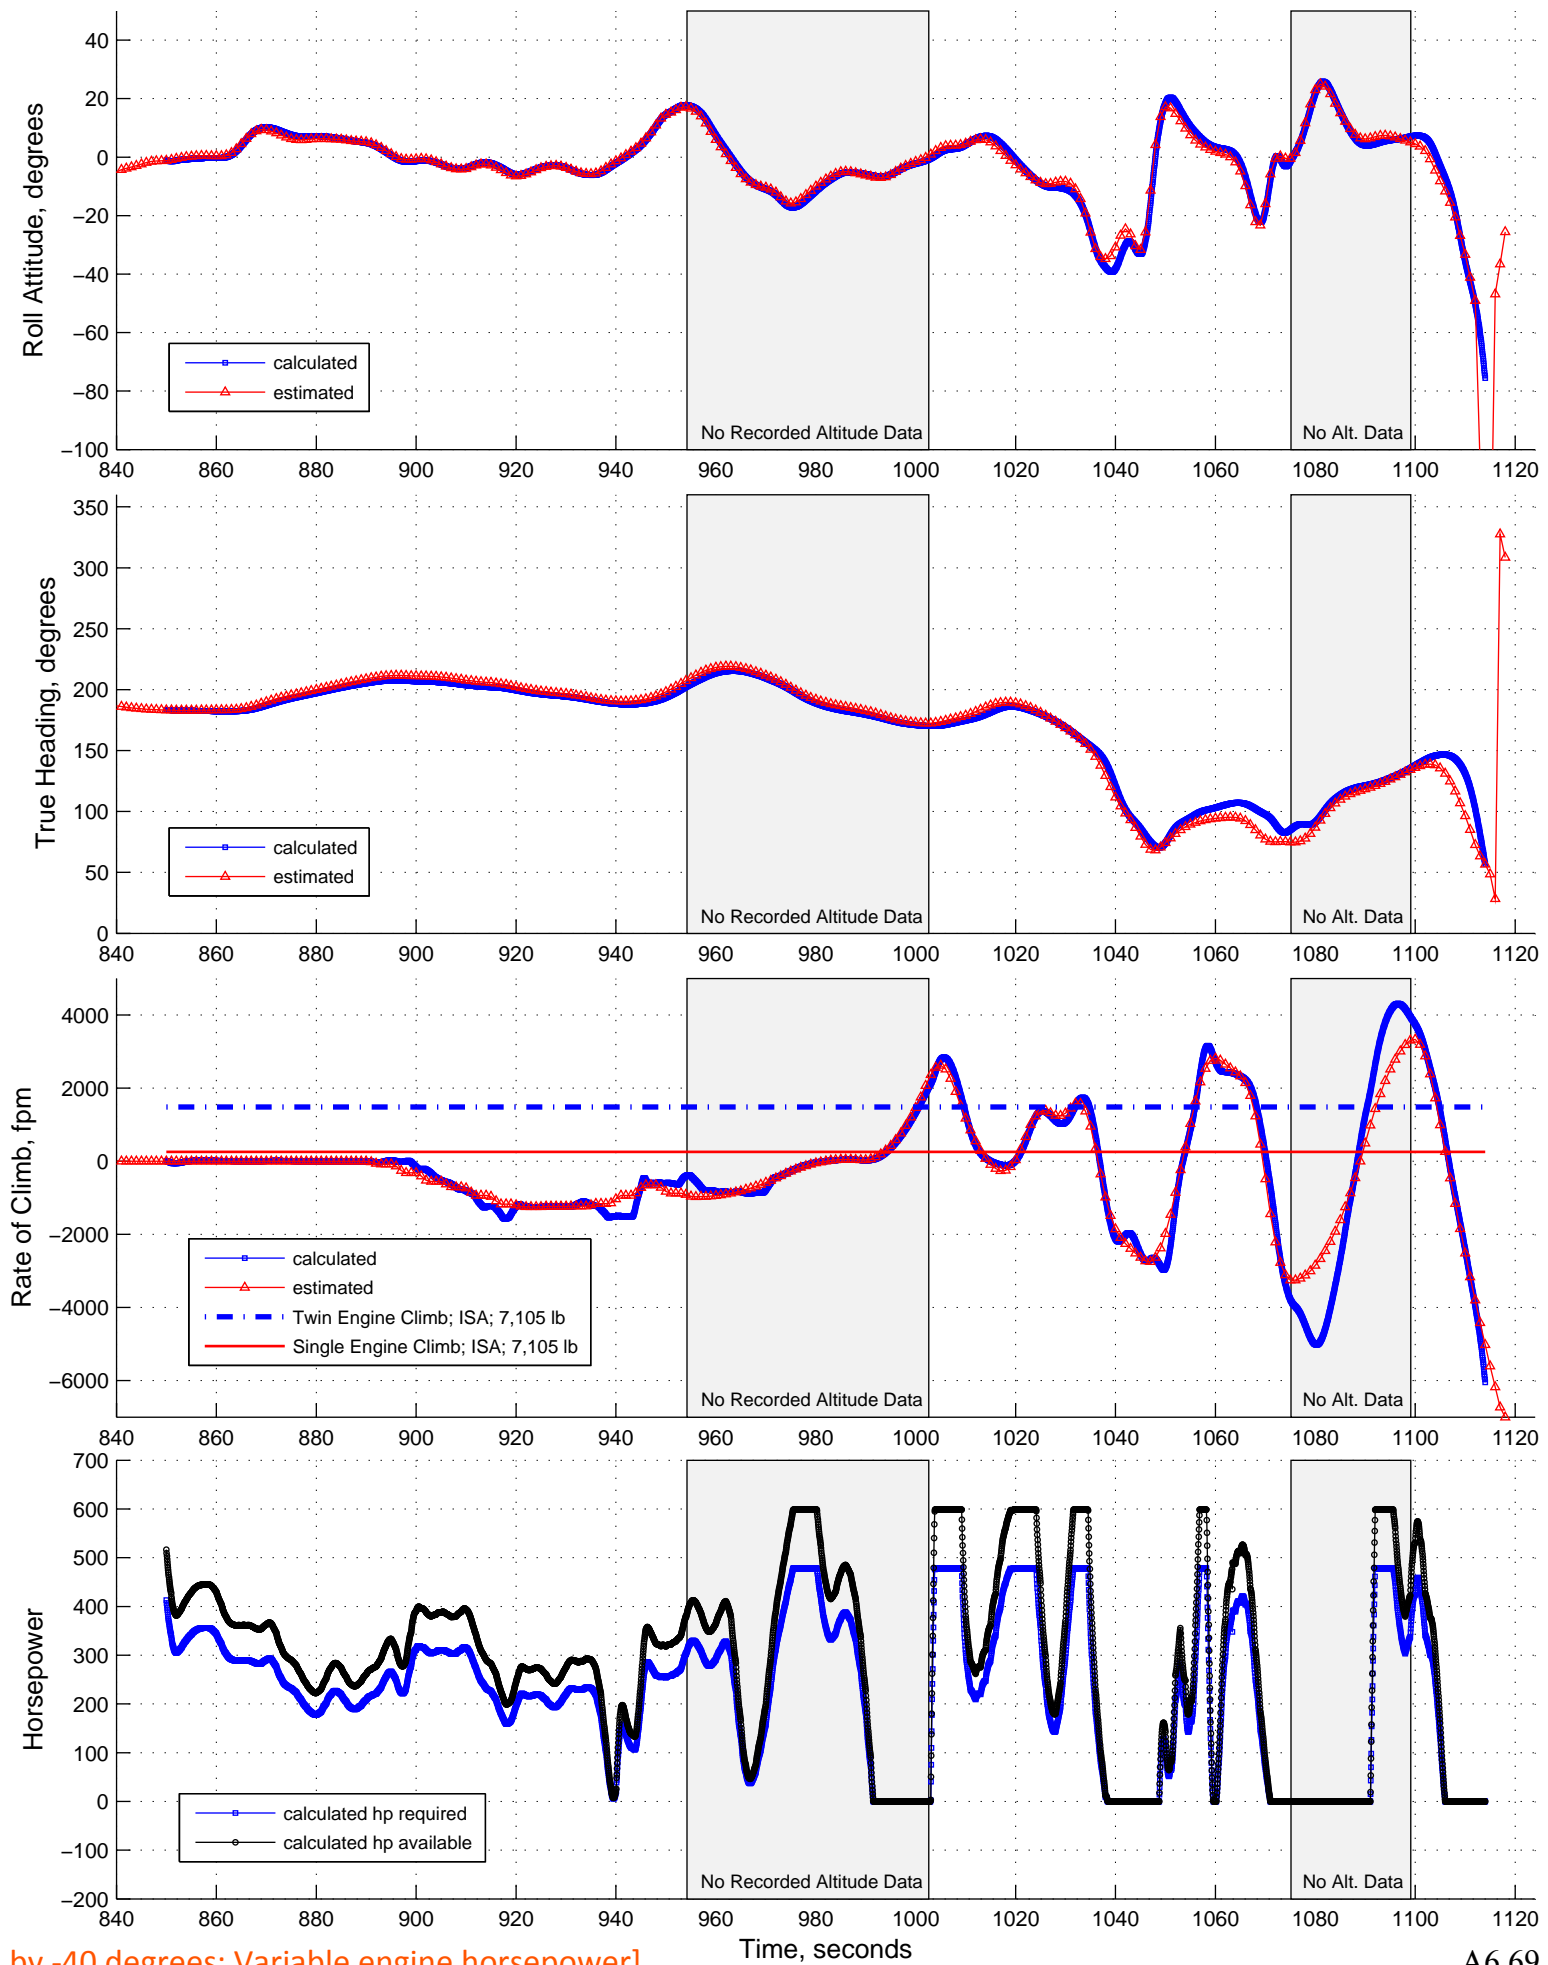 40
20
0
−20
−40
−60
−80
−100
Roll Attitude, degrees
calculated
estimated
No Recorded Altitude Data
No Alt. Data
840 860 880 900 920 940 960 980 1000 1020 1040 1060 1080 1100 1120
350
300
250
200
150
100
50
0
True Heading, degrees
calculated
estimated
No Recorded Altitude Data
No Alt. Data
840 860 880 900 920 940 960 980 1000 1020 1040 1060 1080 1100 1120
4000
2000
0
−2000
−4000
−6000
Rate of Climb, fpm
calculated
estimated
Twin Engine Climb; ISA; 7,105 lb
Single Engine Climb; ISA; 7,105 lb
No Recorded Altitude Data
No Alt. Data
840 860 880 900 920 940 960 980 1000 1020 1040 1060 1080 1100 1120
700
600
500
400
300
200
100
0
−100
−200
Horsepower
calculated hp required
calculated hp available
No Recorded Altitude Data
No Alt. Data
840 860 880 900 920 940 960 980 1000 1020 1040 1060 1080 1100 1120
Time, seconds
by -40 degrees; Variable engine horsepower]
A6.69